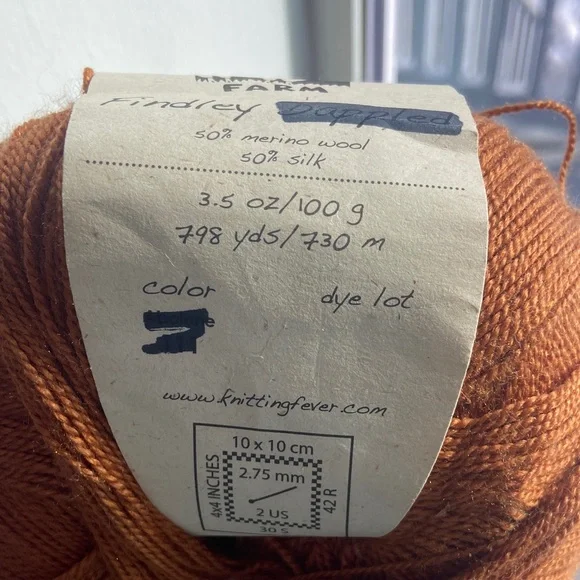 FARM
Findley Dappled
50% merino wool
50% silk
3.5 oz/100 g
798 yds/730 m
color
dye lot
www.knittingfever.com
10 x 10 cm
4x4 INCHES
2.75 mm
2 US
42 R
30 S